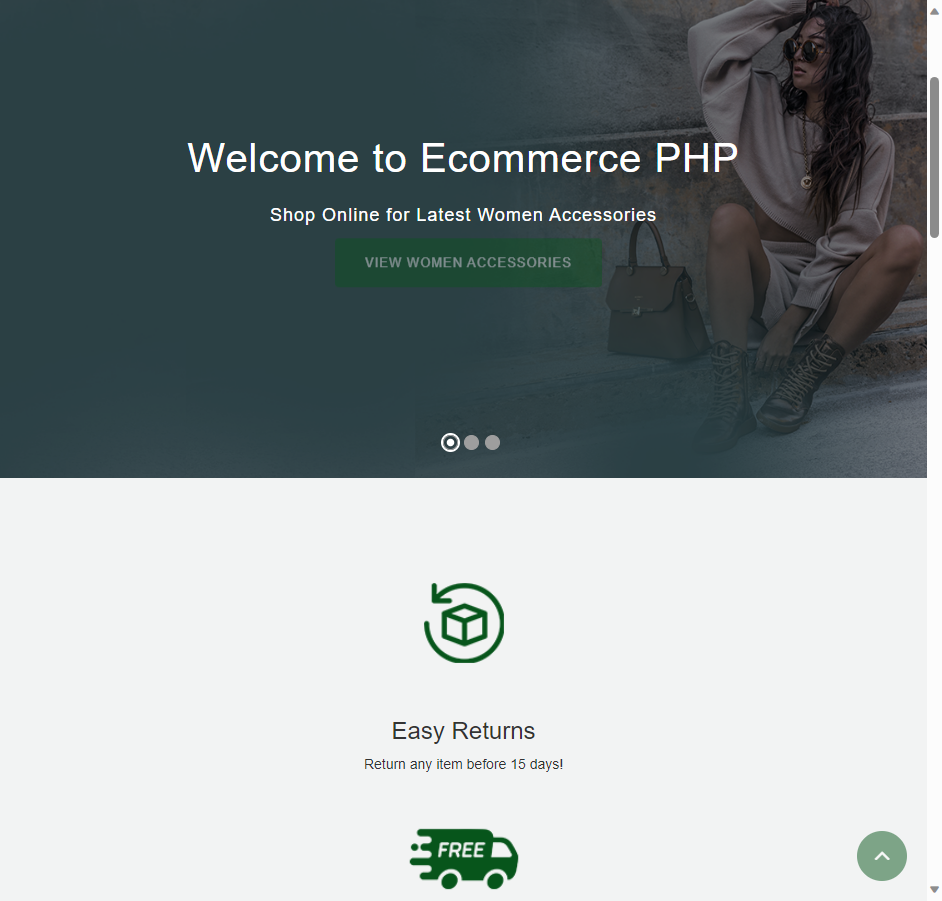 Welcome to Ecommerce PHP
Shop Online for Latest Women Accessories
VIEW WOMEN ACCESSORIES
Easy Returns
Return any item before 15 days!
FREE